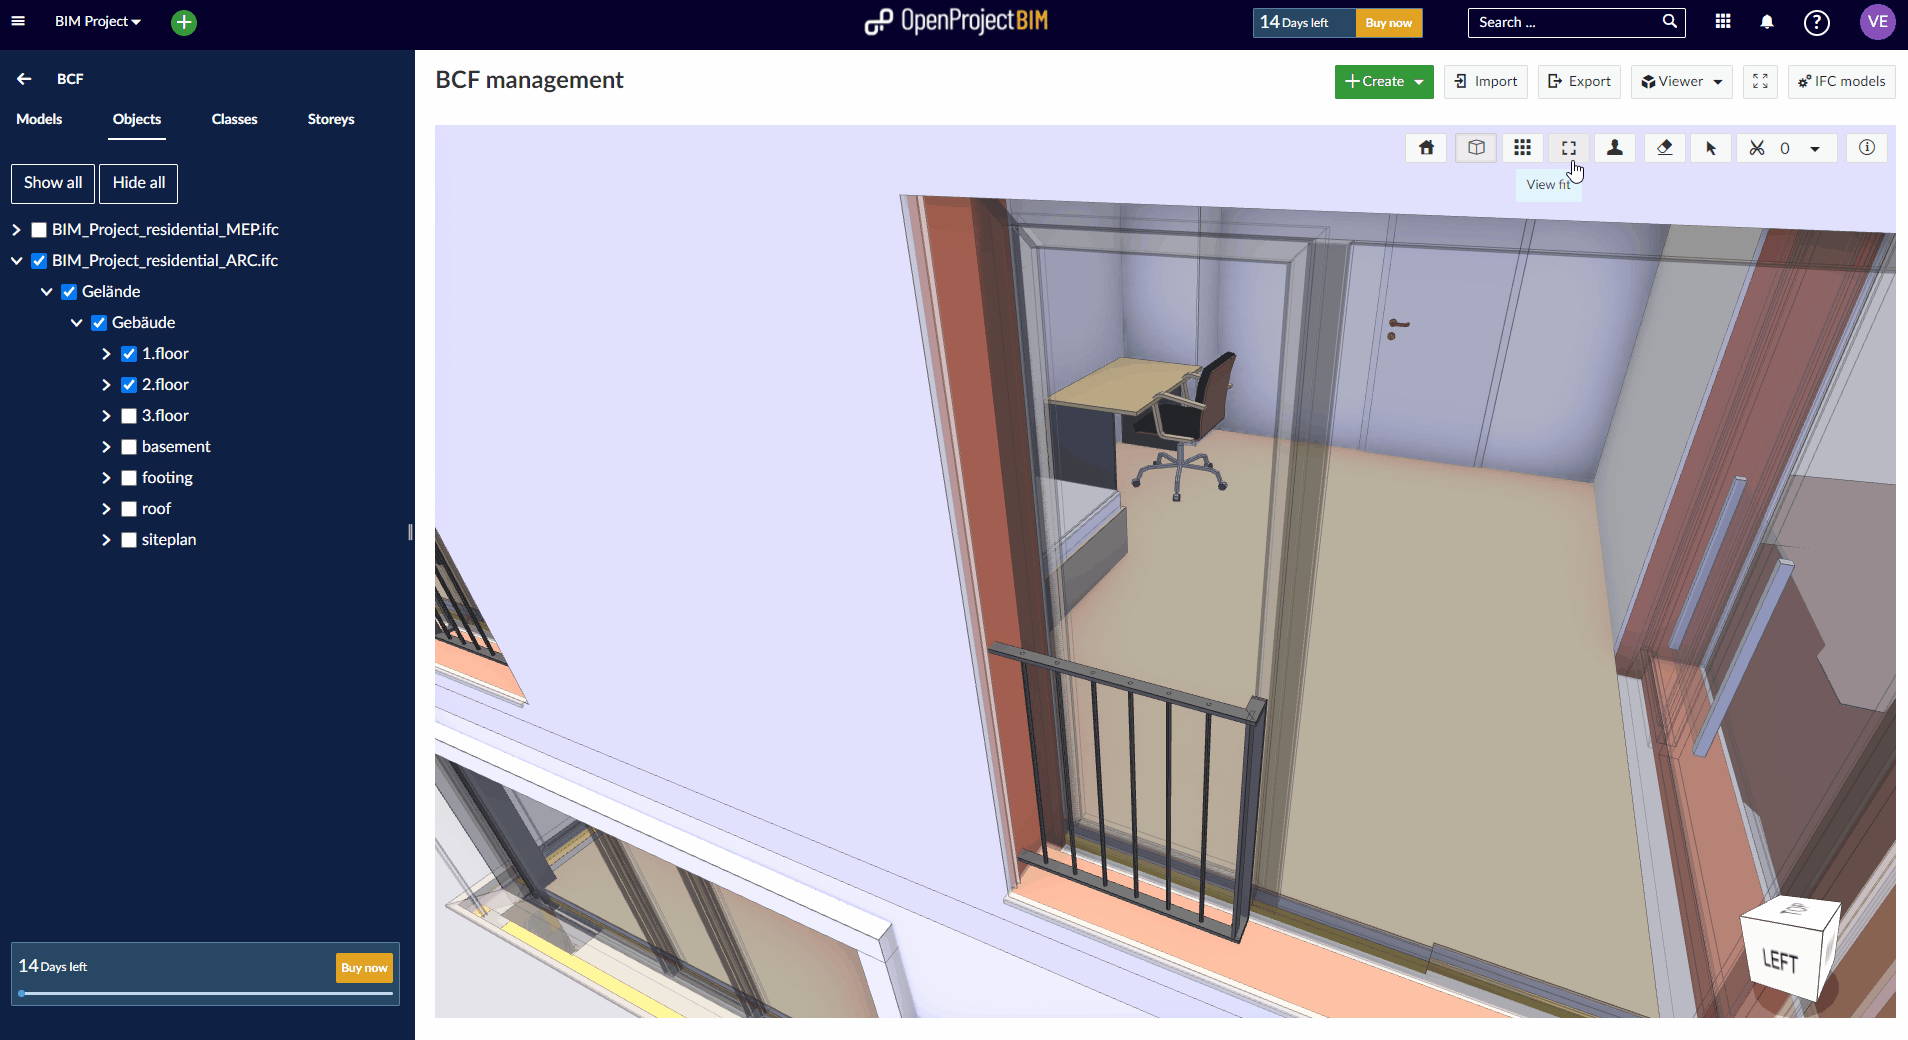 BIM Project
OpenProjectBIM
14 Days left
Buy now
Search ...
VE
BCF
Models
Objects
Classes
Storeys
Show all
Hide all
BIM_Project_residential_MEP.ifc
BIM_Project_residential_ARC.ifc
Gelände
Gebäude
1.floor
2.floor
3.floor
basement
footing
roof
siteplan
14 Days left
Buy now
BCF management
Create
Import
Export
Viewer
IFC models
0
View fit
LEFT